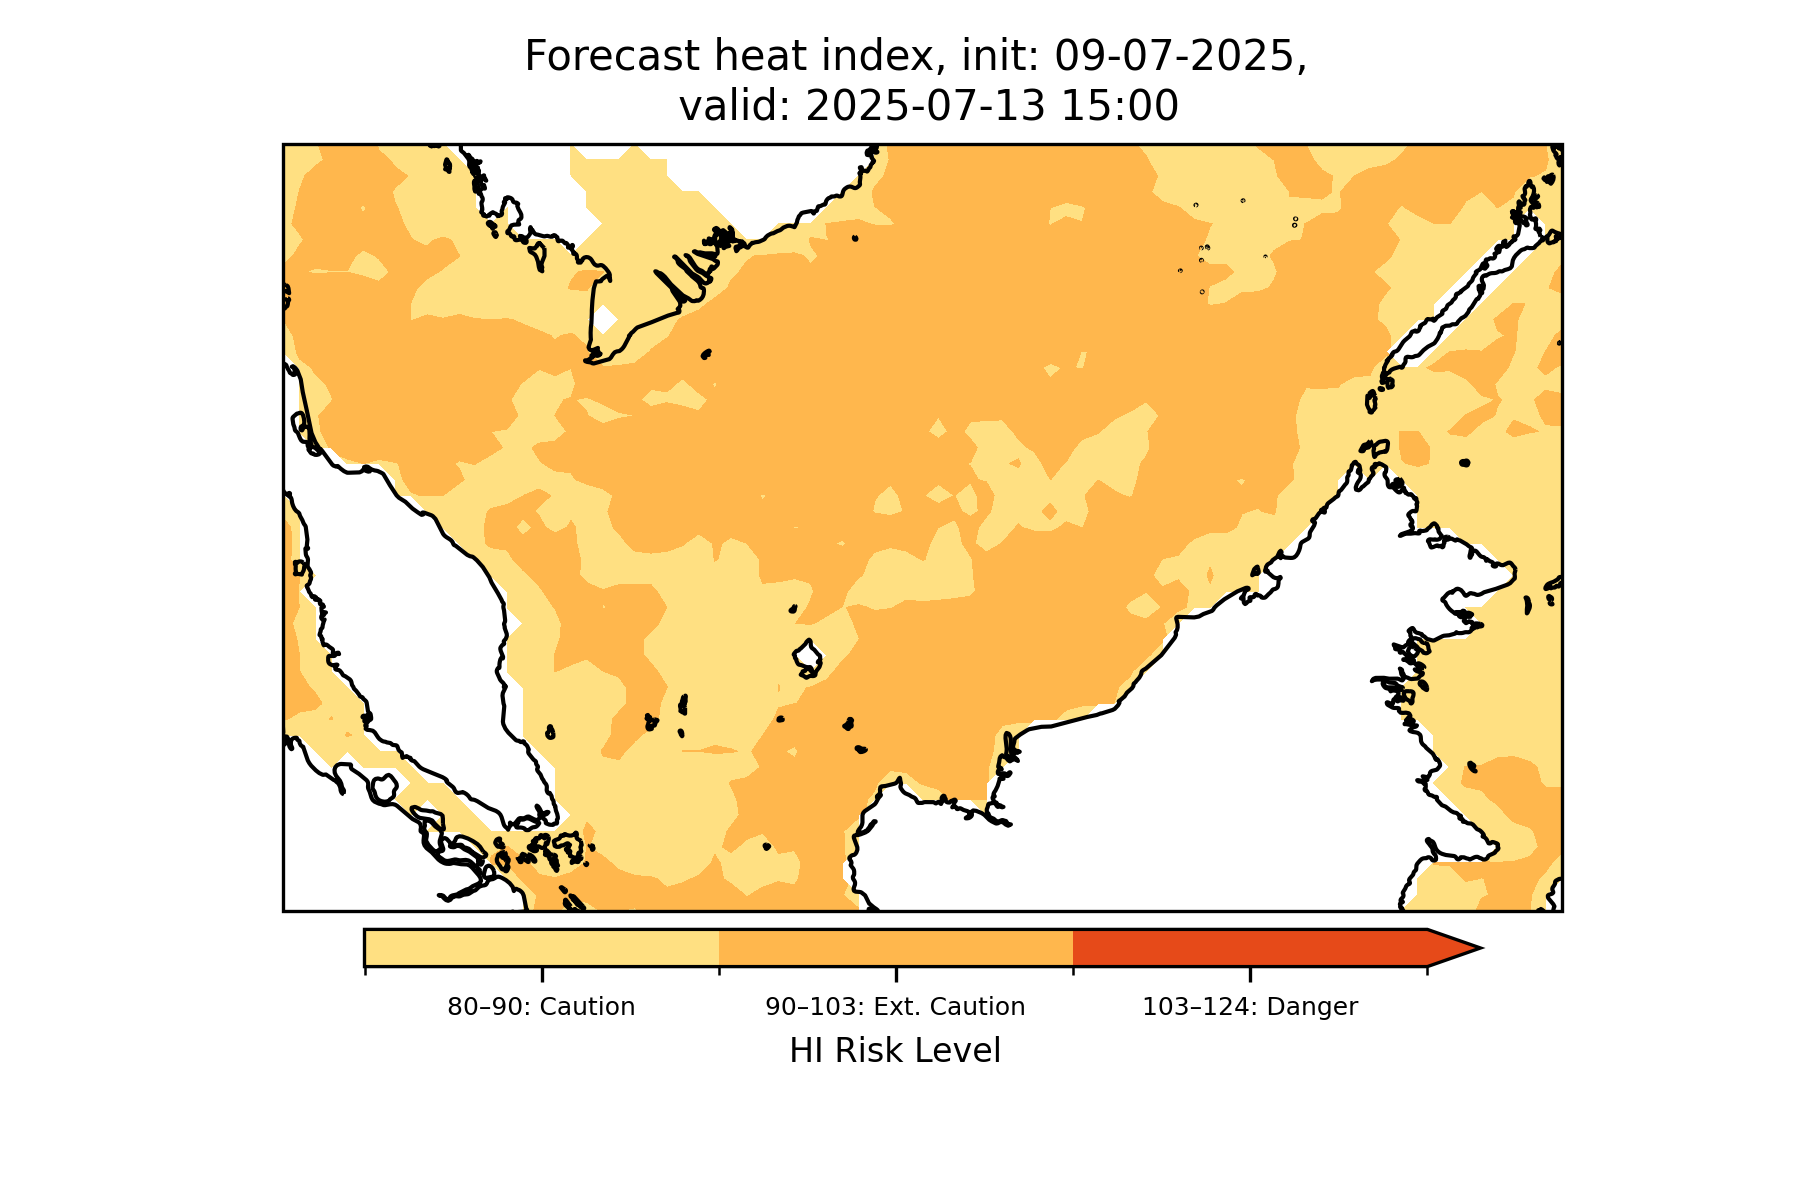 Forecast heat index, init: 09-07-2025,
valid: 2025-07-13 15:00
80–90: Caution
90–103: Ext. Caution
103–124: Danger
HI Risk Level